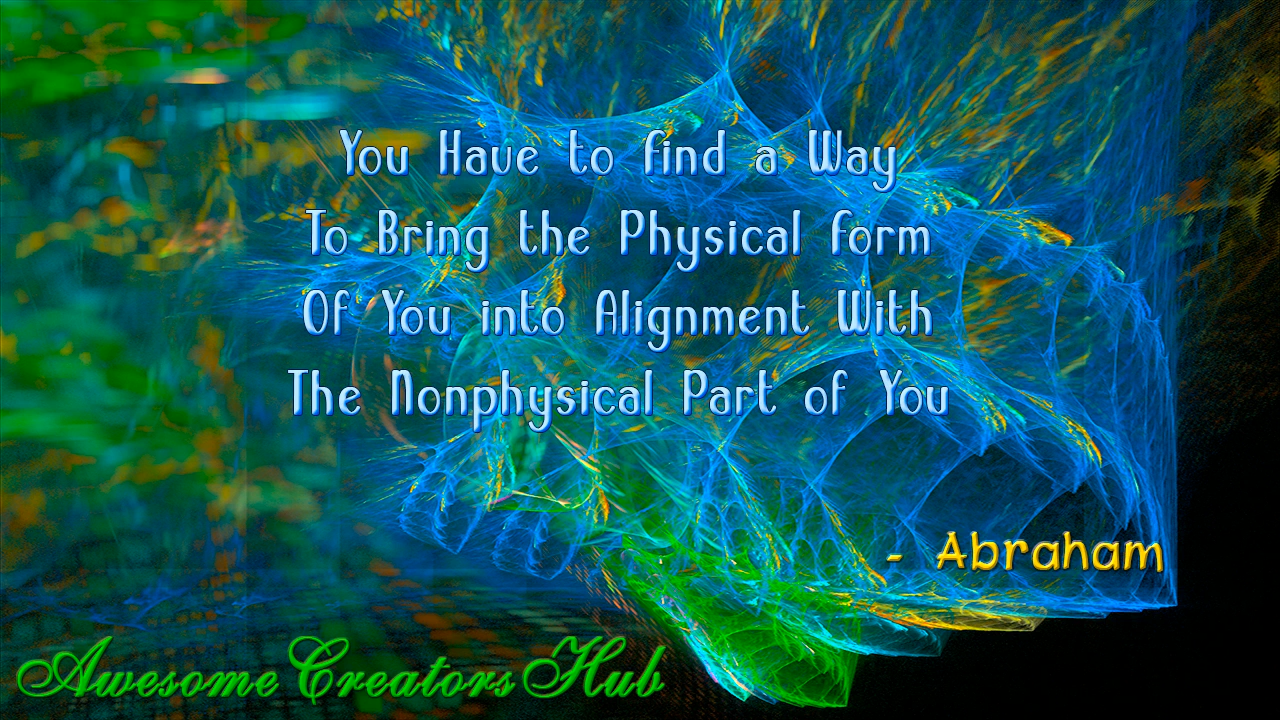 You Have to find a Way
To Bring the Physical form
Of You into Alignment With
The Nonphysical Part of You
- Abraham
Awesome Creators Hub